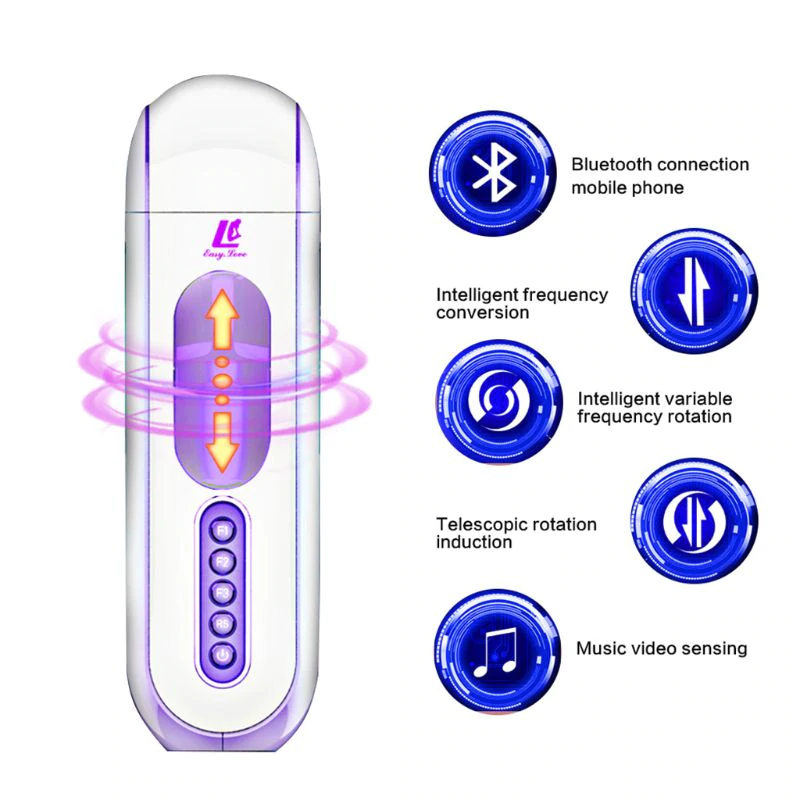 L
Easy.Love
F1
F2
F3
RS
Bluetooth connection
mobile phone
Intelligent frequency
conversion
Intelligent variable
frequency rotation
Telescopic rotation
induction
Music video sensing